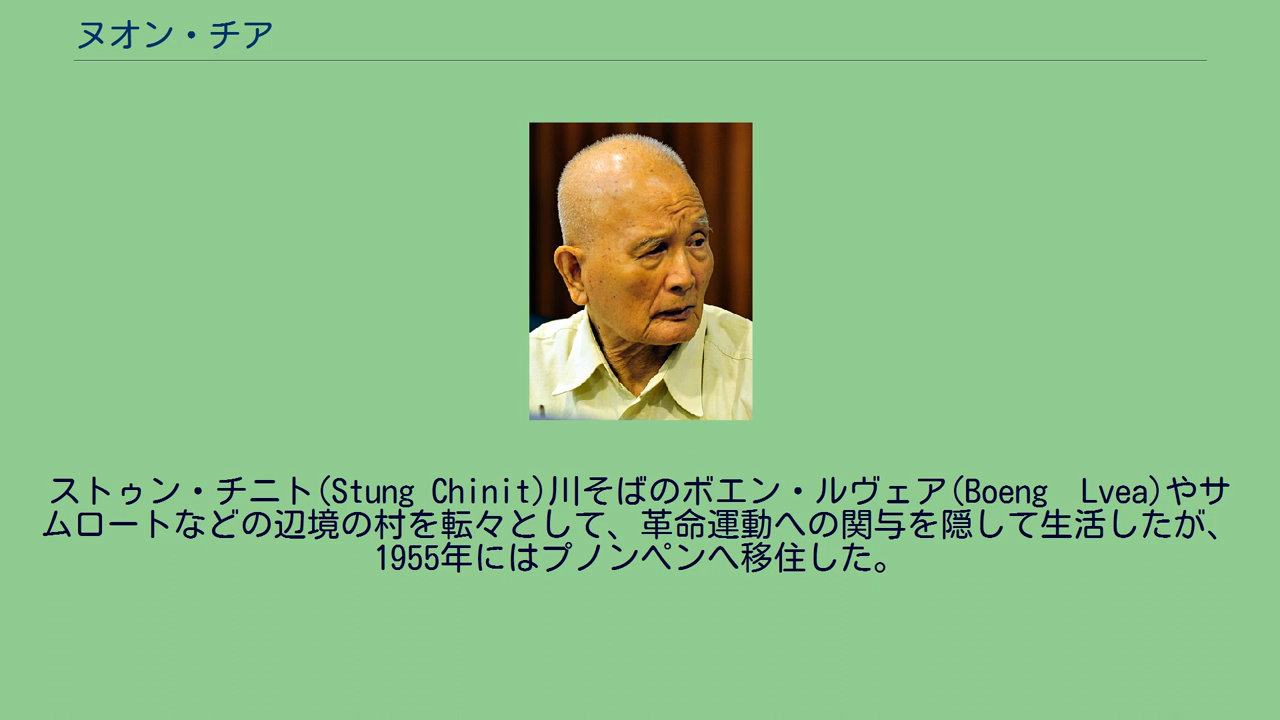 ヌオン・チア
ストゥン・チニト(Stung Chinit)川そばのボエン・ルヴェア(Boeng  Lvea)やサ
ムロートなどの辺境の村を転々として、革命運動への関与を隠して生活したが、
1955年にはプノンペンへ移住した。